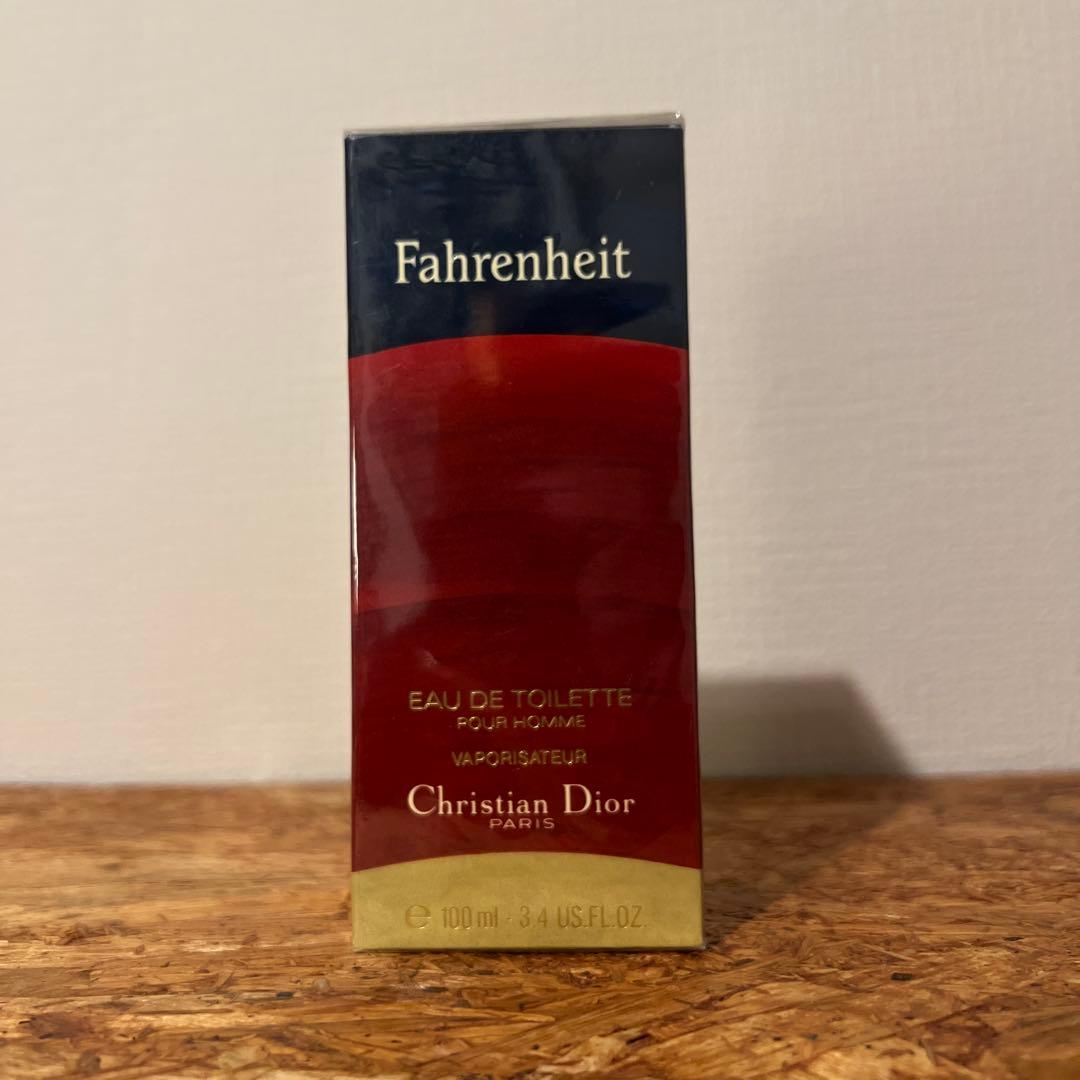 Fahrenheit
EAU DE TOILETTE
POUR HOMME
VAPORISATEUR
Christian Dior
PARIS
℮ 100 ml - 3.4 US.FL.OZ.